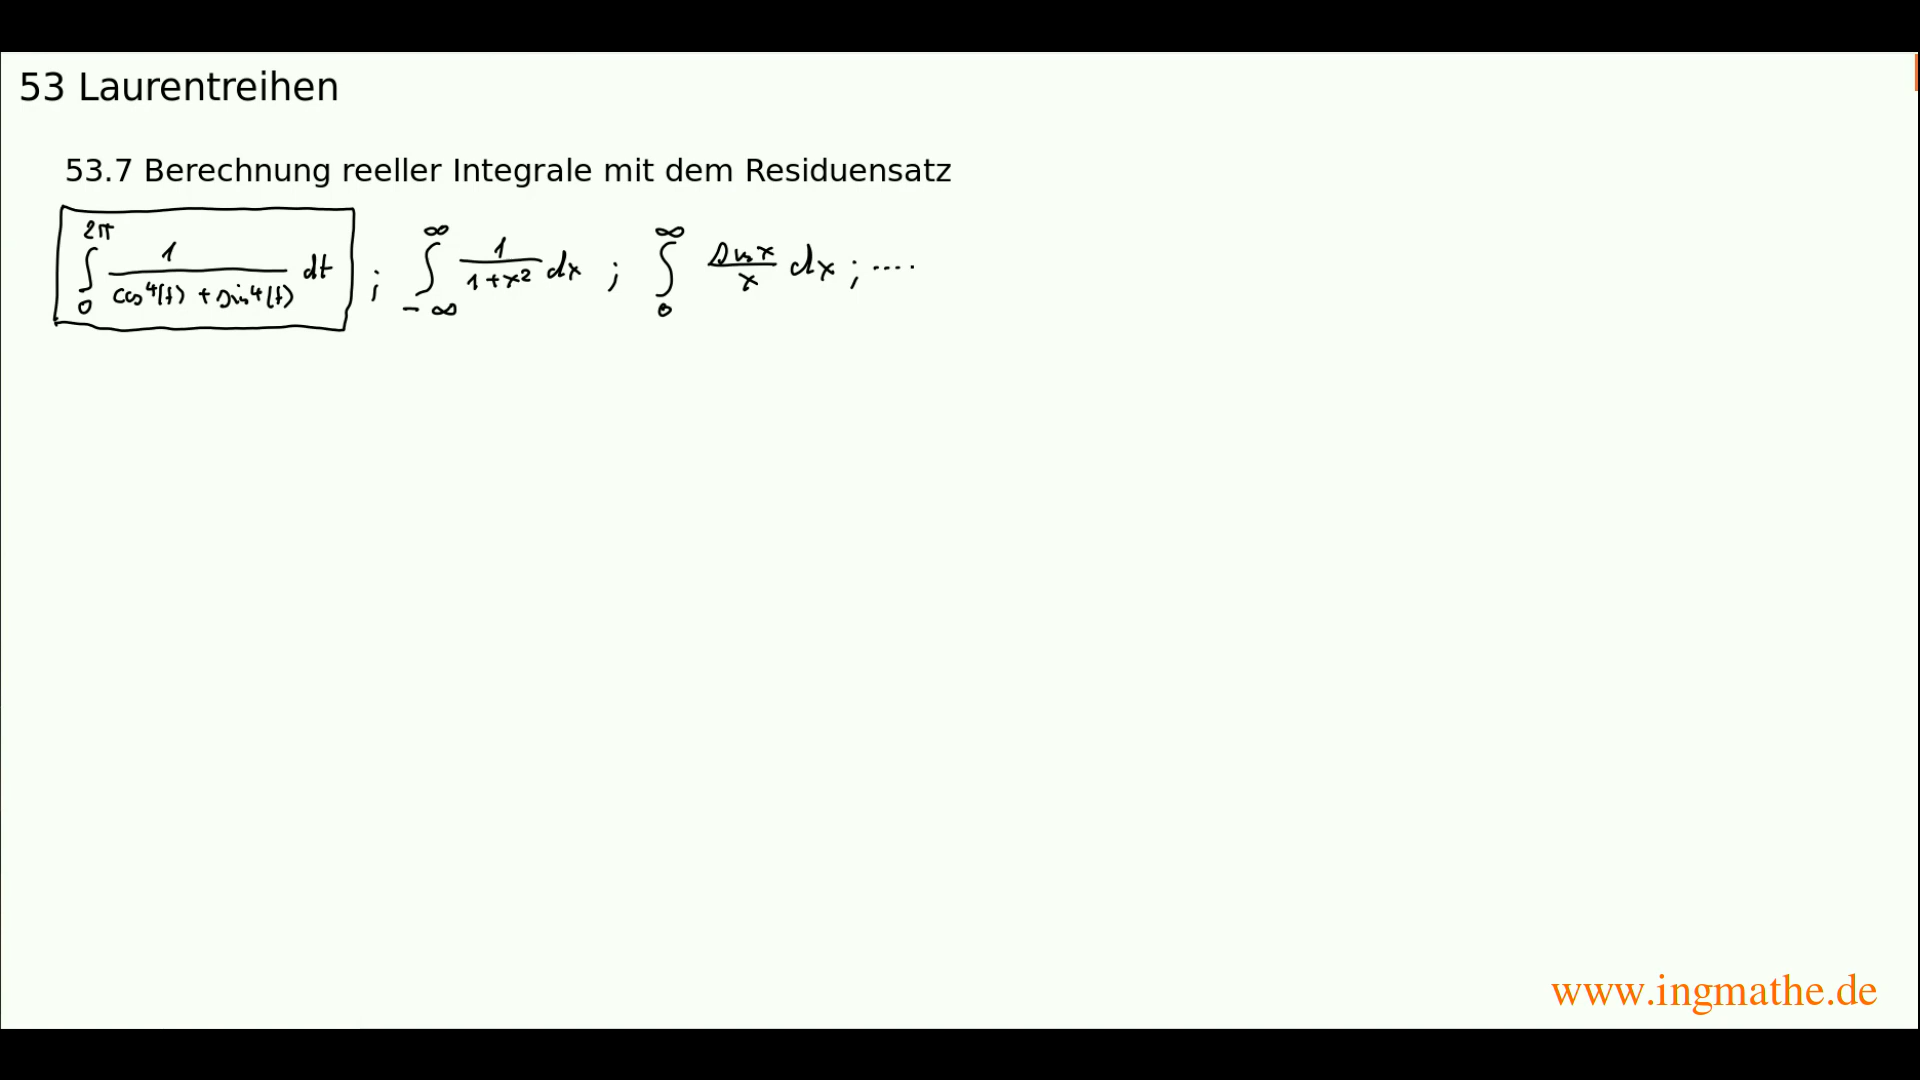 53 Laurentreihen
53.7 Berechnung reeller Integrale mit dem Residuensatz
∫₀^{2π} 1/(cos⁴(t) + sin⁴(t)) dt ; ∫_{-∞}^{∞} 1/(1+x²) dx ; ∫₀^{∞} sin x/x dx ; ....
www.ingmathe.de